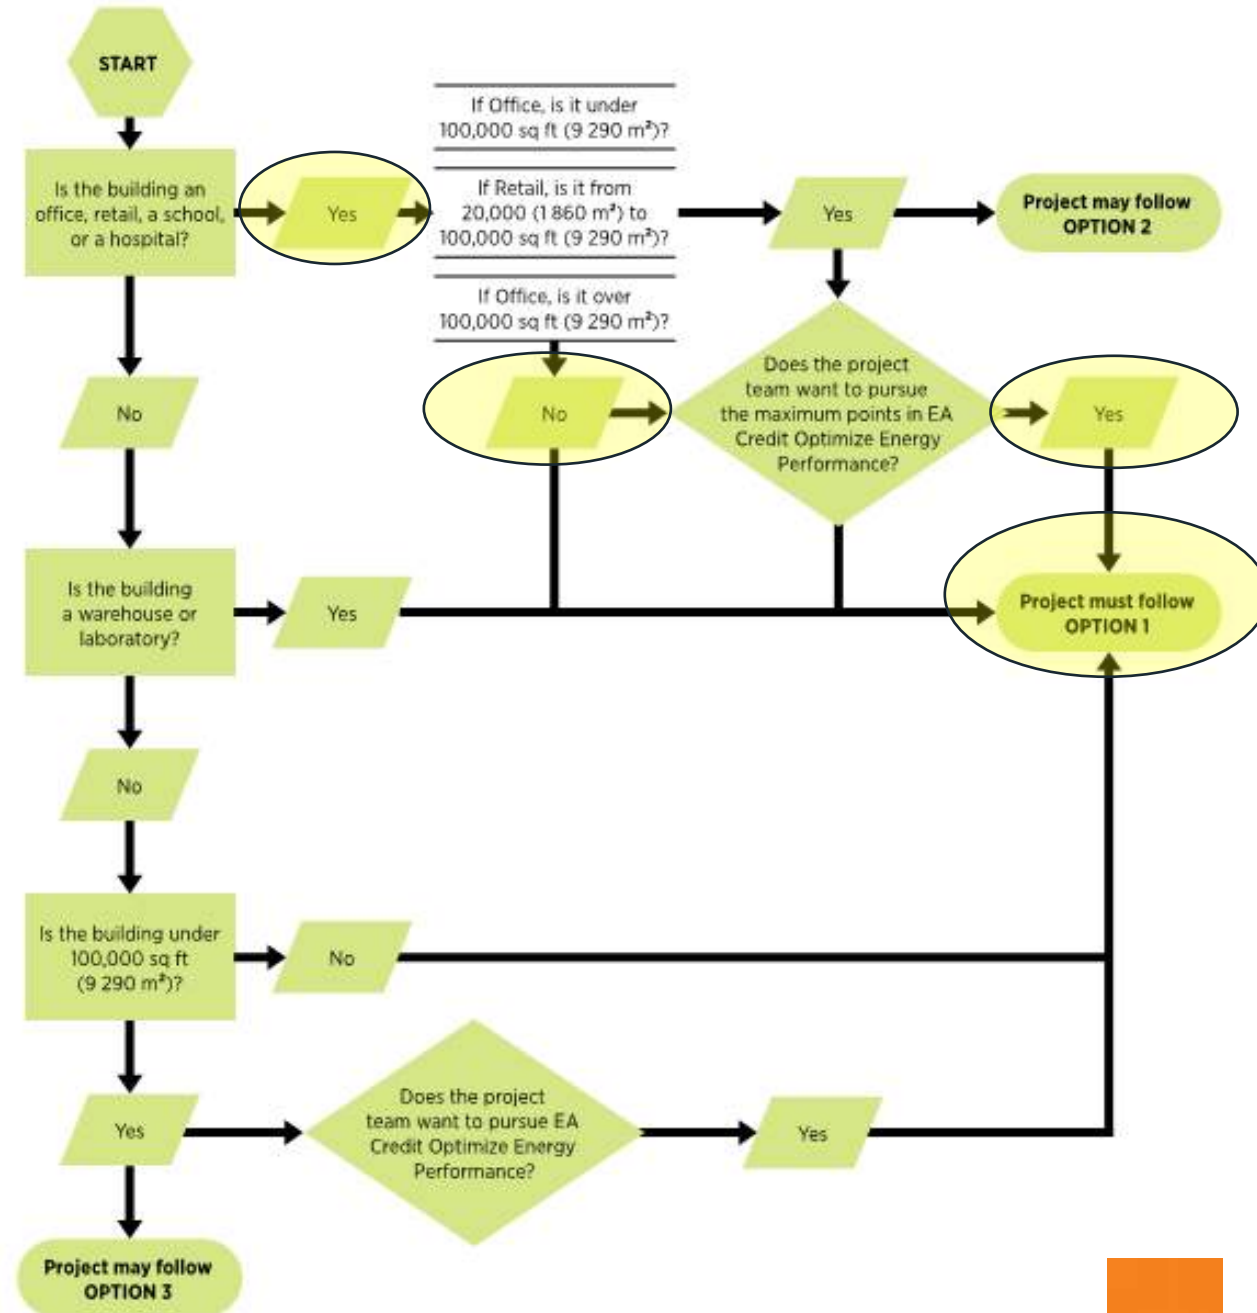 START
Is the building an
office, retail, a school,
or a hospital?
Yes
If Office, is it under
100,000 sq ft (9 290 m²)?
If Retail, is it from
20,000 (1 860 m²) to
100,000 sq ft (9 290 m²)?
If Office, is it over
100,000 sq ft (9 290 m²)?
Yes
Project may follow
OPTION 2
No
No
Does the project
team want to pursue
the maximum points in EA
Credit Optimize Energy
Performance?
Yes
Is the building
a warehouse or
laboratory?
Yes
Project must follow
OPTION 1
No
Is the building under
100,000 sq ft
(9 290 m²)?
No
Yes
Does the project
team want to pursue EA
Credit Optimize Energy
Performance?
Yes
Project may follow
OPTION 3